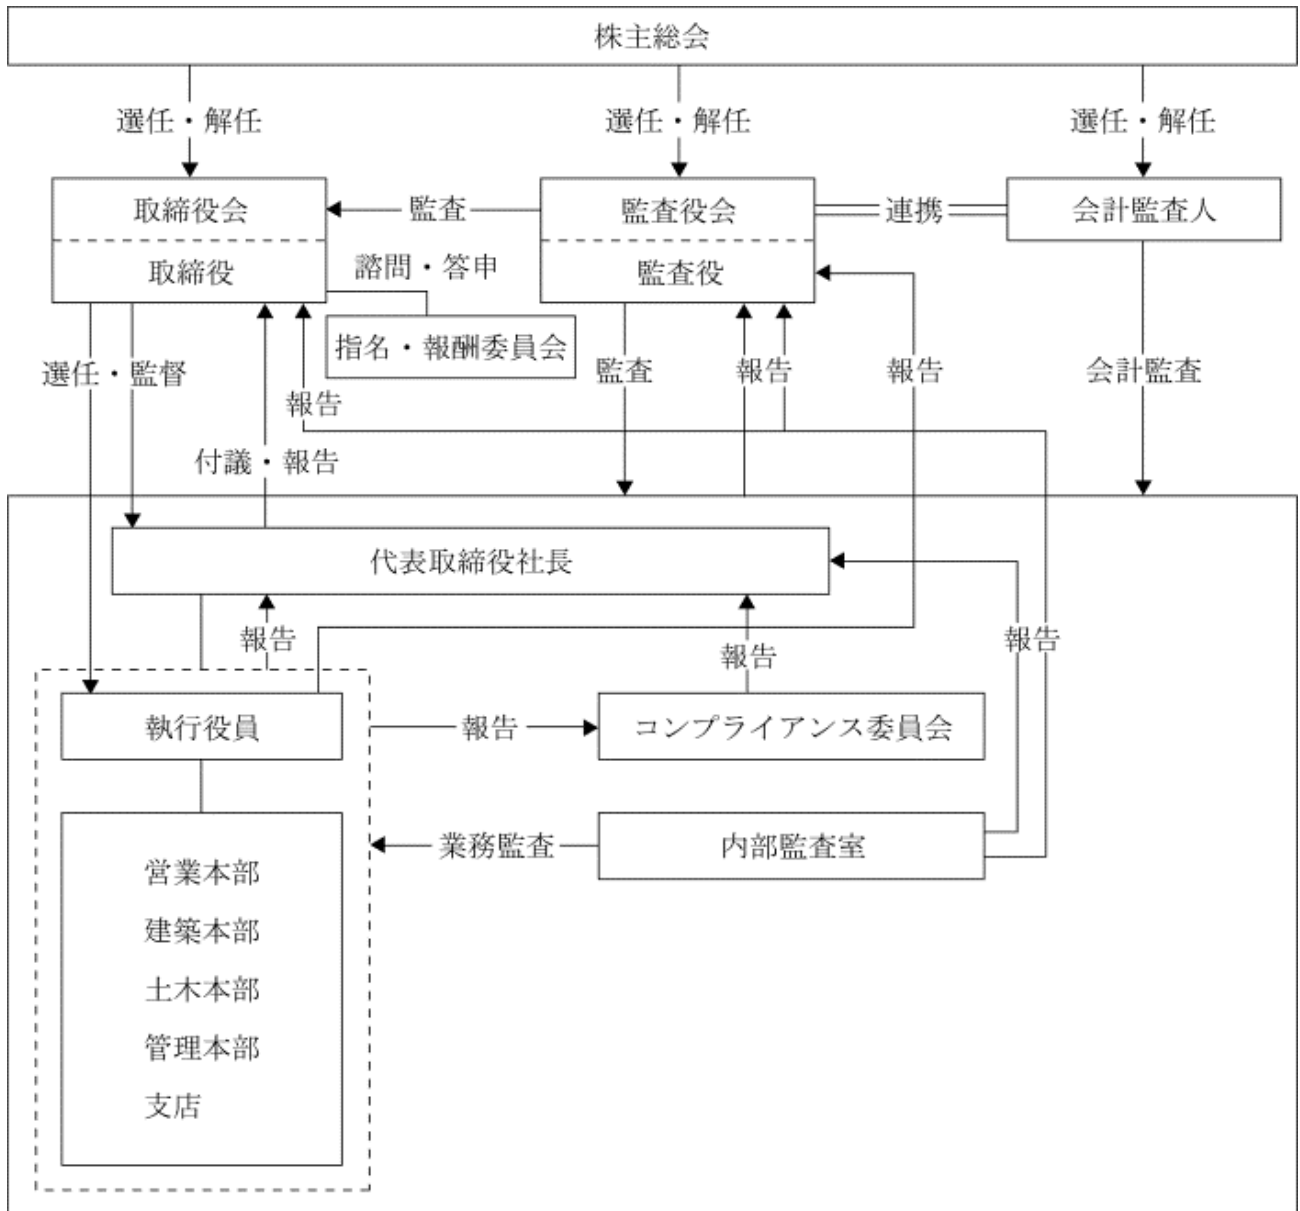 株主総会
選任・解任
選任・解任
選任・解任
取締役会
監査
監査役会
連携
会計監査人
取締役
諮問・答申
監査役
指名・報酬委員会
選任・監督
監査
報告
報告
会計監査
報告
付議・報告
代表取締役社長
報告
報告
報告
執行役員
報告
コンプライアンス委員会
業務監査
内部監査室
営業本部
建築本部
土木本部
管理本部
支店